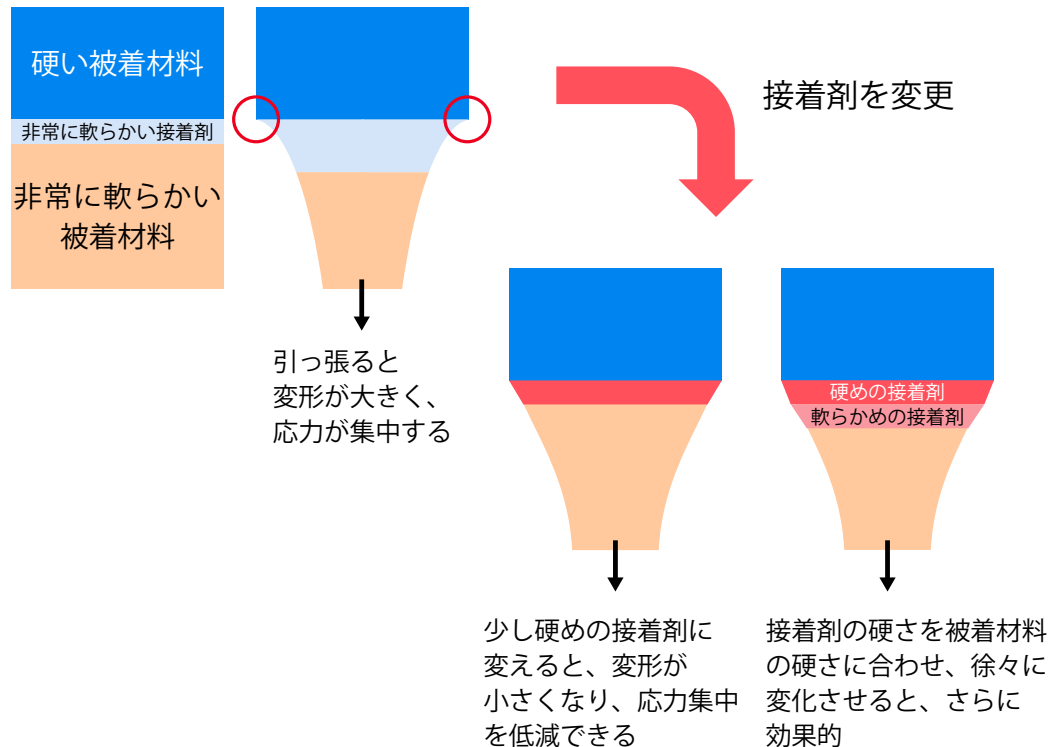 硬い被着材料
非常に軟らかい接着剤
非常に軟らかい
被着材料
引っ張ると
変形が大きく、
応力が集中する
接着剤を変更
硬めの接着剤
軟らかめの接着剤
少し硬めの接着剤に
変えると、変形が
小さくなり、応力集中
を低減できる
接着剤の硬さを被着材料
の硬さに合わせ、徐々に
変化させると、さらに
効果的